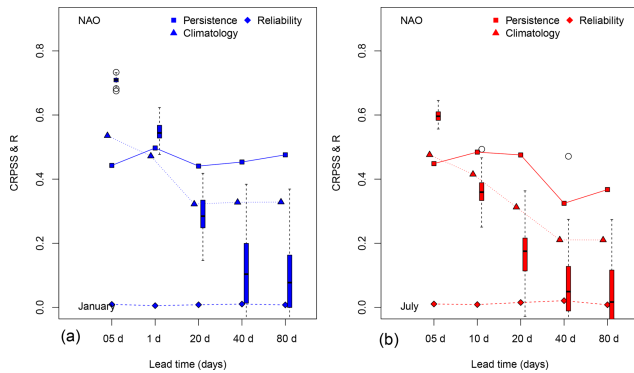 NAO
Persistence
Reliability
Climatology
CRPSS & R
0.8
0.6
0.4
0.2
0.0
January
(a)
05 d
1 d
20 d
40 d
80 d
Lead time (days)
NAO
Persistence
Reliability
Climatology
CRPSS & R
0.8
0.6
0.4
0.2
0.0
July
(b)
05 d
10 d
20 d
40 d
80 d
Lead time (days)